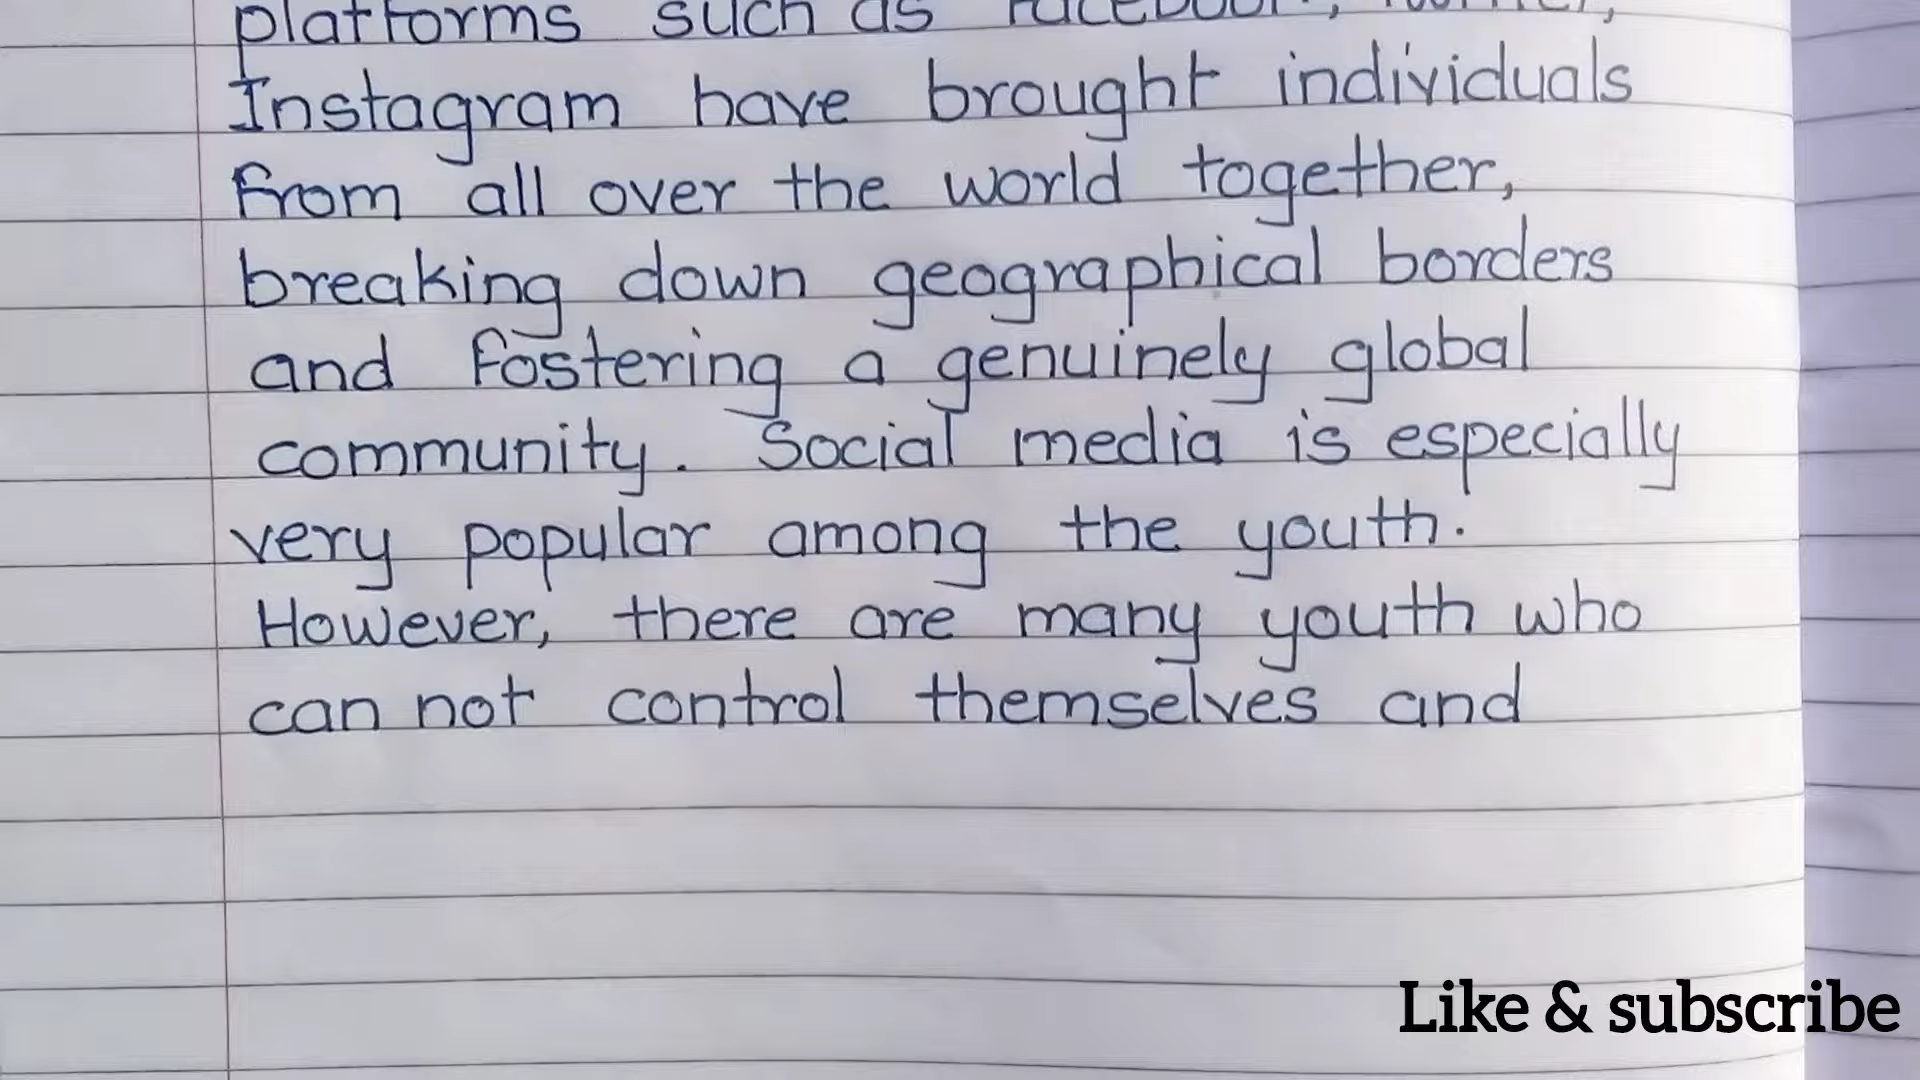 platforms such as Facebook, Twitter,
Instagram have brought individuals
from all over the world together,
breaking down geographical borders
and fostering a genuinely global
community. Social media is especially
very popular among the youth.
However, there are many youth who
can not control themselves and
Like & subscribe